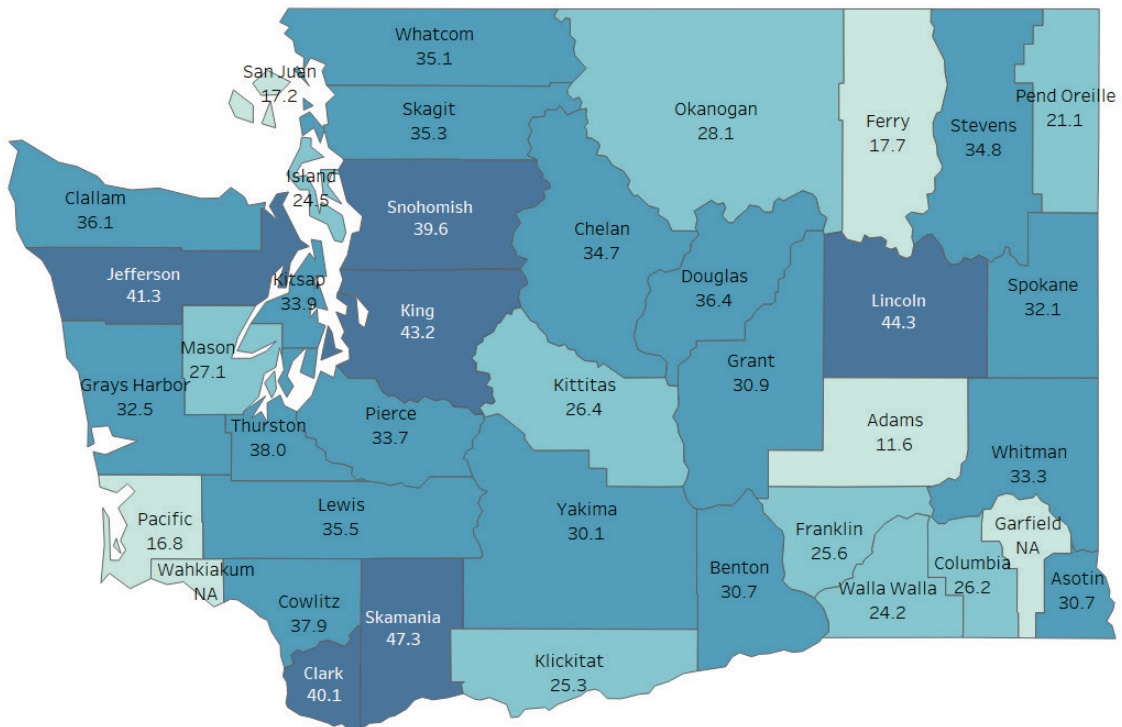 Whatcom
35.1
San Juan
17.2
Skagit
35.3
Okanogan
28.1
Ferry
17.7
Stevens
34.8
Pend Oreille
21.1
Island
24.5
Clallam
36.1
Snohomish
39.6
Chelan
34.7
Jefferson
41.3
Kitsap
33.9
Douglas
36.4
Lincoln
44.3
Spokane
32.1
King
43.2
Mason
27.1
Grays Harbor
32.5
Grant
30.9
Kittitas
26.4
Pierce
33.7
Thurston
38.0
Adams
11.6
Whitman
33.3
Pacific
16.8
Lewis
35.5
Yakima
30.1
Franklin
25.6
Garfield
NA
Wahkiakum
NA
Benton
30.7
Columbia
26.2
Asotin
30.7
Walla Walla
24.2
Cowlitz
37.9
Skamania
47.3
Klickitat
25.3
Clark
40.1